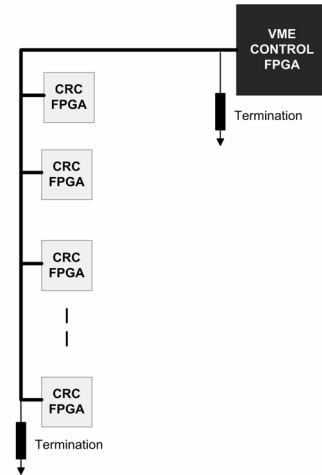 VME
CONTROL
FPGA
CRC
FPGA
Termination
CRC
FPGA
CRC
FPGA
CRC
FPGA
Termination